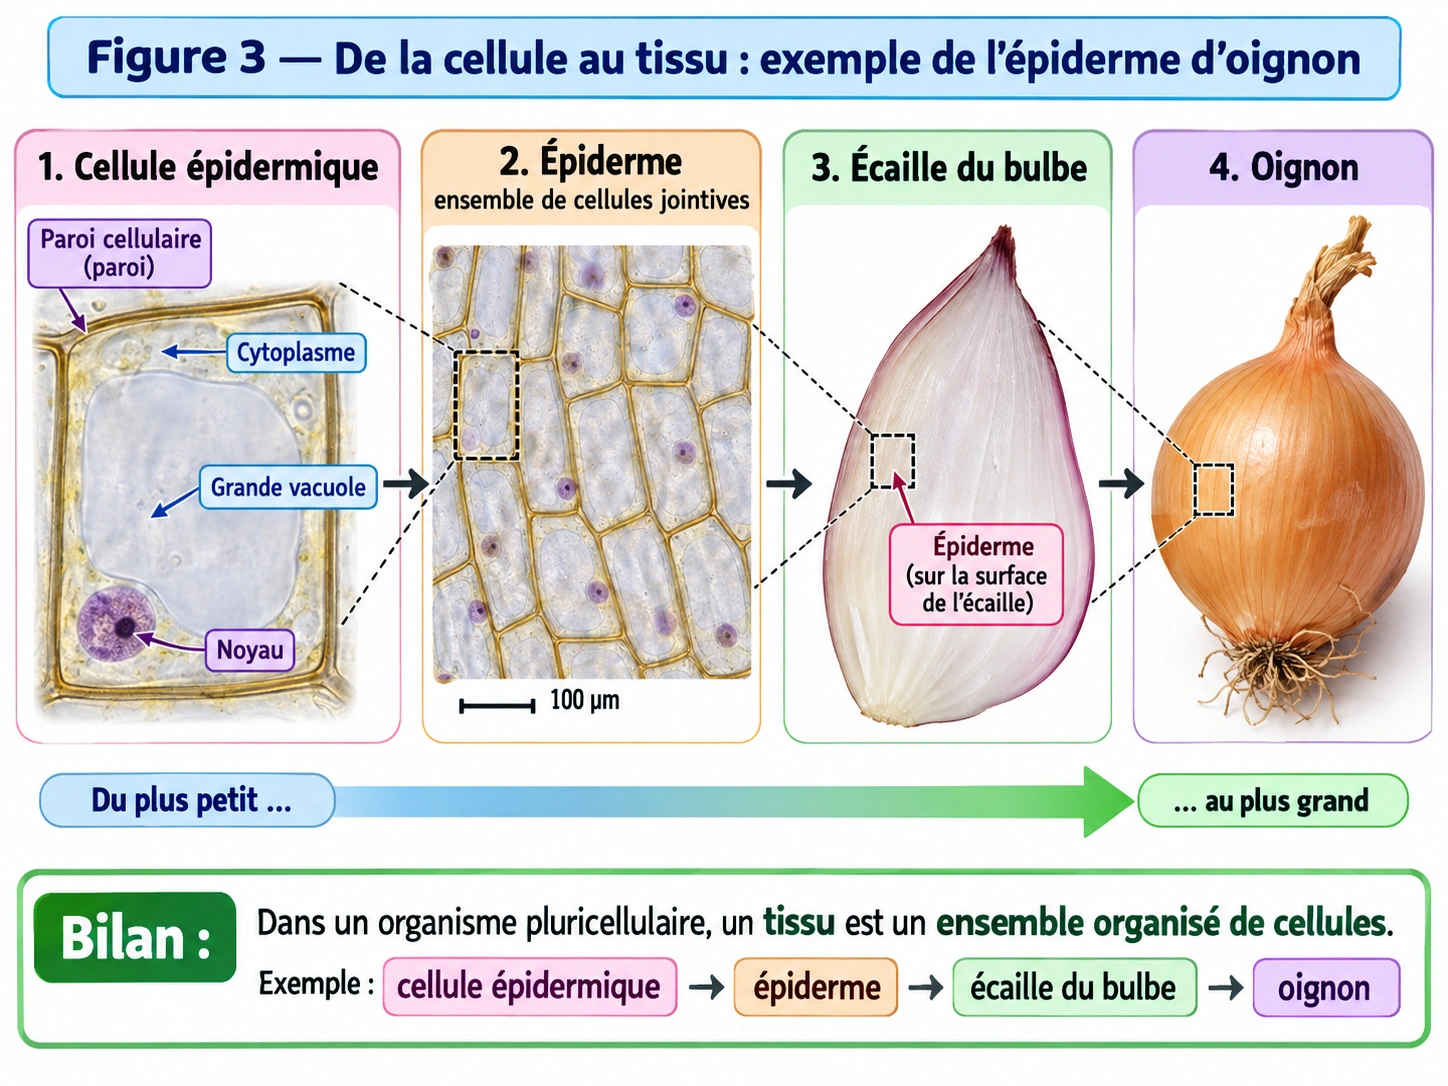 Figure 3 — De la cellule au tissu : exemple de l'épiderme d'oignon
1. Cellule épidermique
Paroi cellulaire
(paroi)
Cytoplasme
Grande vacuole
Noyau
2. Épiderme
ensemble de cellules jointives
100 µm
3. Écaille du bulbe
Épiderme
(sur la surface
de l'écaille)
4. Oignon
Du plus petit ...
... au plus grand
Bilan :
Dans un organisme pluricellulaire, un tissu est un ensemble organisé de cellules.
Exemple : cellule épidermique → épiderme → écaille du bulbe → oignon